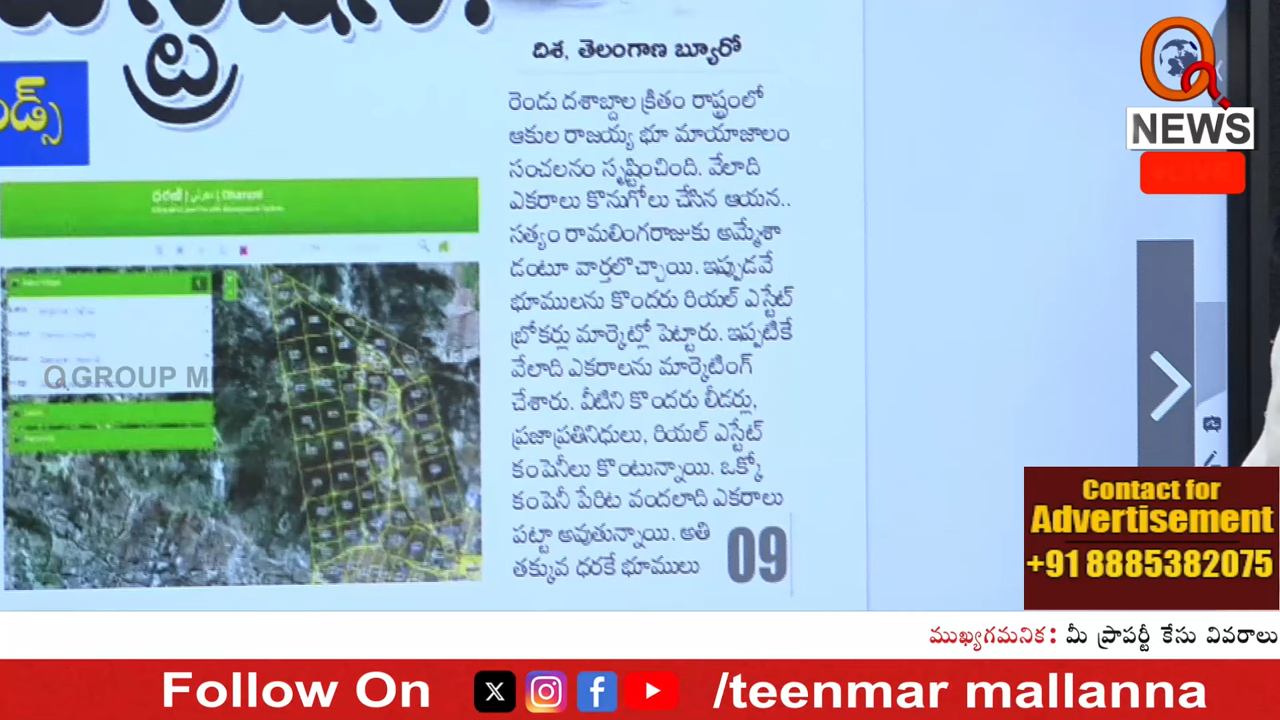 దిశ, తెలంగాణ బ్యూరో
రెండు దశాబ్దాల క్రితం రాష్ట్రంలో
ఆకుల రాజయ్య భూ మాయాజాలం
సంచలనం సృష్టించింది. వేలాది
ఎకరాలు కొనుగోలు చేసిన ఆయన..
సత్యం రామలింగరాజుకు అమ్మేశా
డంటూ వార్తలొచ్చాయి. ఇప్పుడవే
భూములను కొందరు రియల్ ఎస్టేట్
బ్రోకర్లు మార్కెట్లో పెట్టారు. ఇప్పటికే
వేలాది ఎకరాలను మార్కెటింగ్
చేశారు. వీటిని కొందరు లీడర్లు,
ప్రజాప్రతినిధులు, రియల్ ఎస్టేట్
కంపెనీలు కొంటున్నాయి. ఒక్కో
కంపెనీ పేరిట వందలాది ఎకరాలు
పట్టా అవుతున్నాయి. అతి
తక్కువ ధరకే భూములు
09
ధరణి | Dharani
Q GROUP
Q
NEWS
Contact for
Advertisement
+91 8885382075
ముఖ్యగమనిక: మీ ప్రాపర్టీ కేసు వివరాలు
Follow On /teenmar mallanna